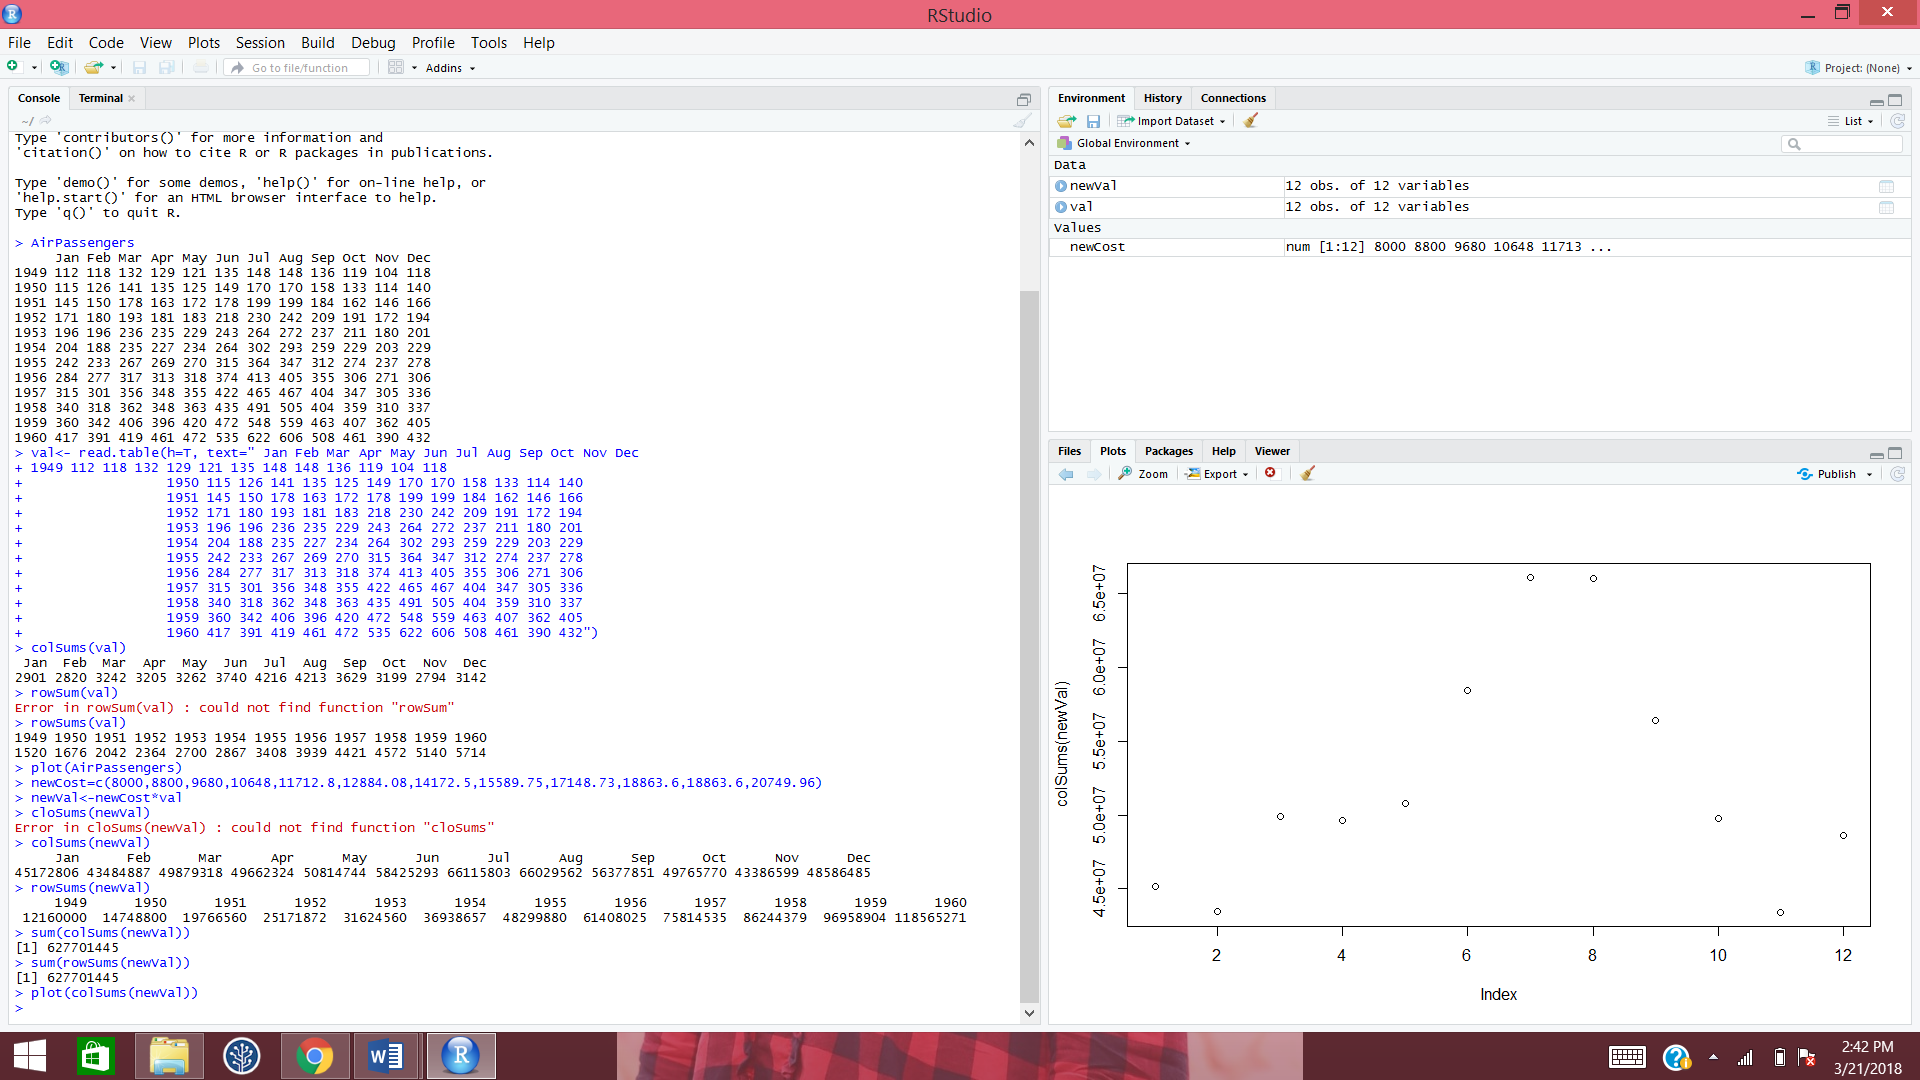 RStudio
File Edit Code View Plots Session Build Debug Profile Tools Help
Go to file/function Addins Project: (None)
Console Terminal
~/
Type 'contributors()' for more information and
'citation()' on how to cite R or R packages in publications.
Type 'demo()' for some demos, 'help()' for on-line help, or
'help.start()' for an HTML browser interface to help.
Type 'q()' to quit R.
> AirPassengers
Jan Feb Mar Apr May Jun Jul Aug Sep Oct Nov Dec
1949 112 118 132 129 121 135 148 148 136 119 104 118
1950 115 126 141 135 125 149 170 170 158 133 114 140
1951 145 150 178 163 172 178 199 199 184 162 146 166
1952 171 180 193 181 183 218 230 242 209 191 172 194
1953 196 196 236 235 229 243 264 272 237 211 180 201
1954 204 188 235 227 234 264 302 293 259 229 203 229
1955 242 233 267 269 270 315 364 347 312 274 237 278
1956 284 277 317 313 318 374 413 405 355 306 271 306
1957 315 301 356 348 355 422 465 467 404 347 305 336
1958 340 318 362 348 363 435 491 505 404 359 310 337
1959 360 342 406 396 420 472 548 559 463 407 362 405
1960 417 391 419 461 472 535 622 606 508 461 390 432
> val<- read.table(h=T, text=" Jan Feb Mar Apr May Jun Jul Aug Sep Oct Nov Dec
+ 1949 112 118 132 129 121 135 148 148 136 119 104 118
+ 1950 115 126 141 135 125 149 170 170 158 133 114 140
+ 1951 145 150 178 163 172 178 199 199 184 162 146 166
+ 1952 171 180 193 181 183 218 230 242 209 191 172 194
+ 1953 196 196 236 235 229 243 264 272 237 211 180 201
+ 1954 204 188 235 227 234 264 302 293 259 229 203 229
+ 1955 242 233 267 269 270 315 364 347 312 274 237 278
+ 1956 284 277 317 313 318 374 413 405 355 306 271 306
+ 1957 315 301 356 348 355 422 465 467 404 347 305 336
+ 1958 340 318 362 348 363 435 491 505 404 359 310 337
+ 1959 360 342 406 396 420 472 548 559 463 407 362 405
+ 1960 417 391 419 461 472 535 622 606 508 461 390 432")
> colSums(val)
Jan Feb Mar Apr May Jun Jul Aug Sep Oct Nov Dec
2901 2820 3242 3205 3262 3740 4216 4213 3629 3199 2794 3142
> rowSum(val)
Error in rowSum(val) : could not find function "rowSum"
> rowSums(val)
1949 1950 1951 1952 1953 1954 1955 1956 1957 1958 1959 1960
1520 1676 2042 2364 2700 2867 3408 3939 4421 4572 5140 5714
> plot(AirPassengers)
> newCost=c(8000,8800,9680,10648,11712.8,12884.08,14172.5,15589.75,17148.73,18863.6,18863.6,20749.96)
> newVal<-newCost*val
> cloSums(newVal)
Error in cloSums(newVal) : could not find function "cloSums"
> colSums(newVal)
Jan Feb Mar Apr May Jun Jul Aug Sep Oct Nov Dec
45172806 43484887 49879318 49662324 50814744 58425293 66115803 66029562 56377851 49765770 43386599 48586485
> rowSums(newVal)
1949 1950 1951 1952 1953 1954 1955 1956 1957 1958 1959 1960
12160000 14748800 19766560 25171872 31624560 36938657 48299880 61408025 75814535 86244379 96958904 118565271
> sum(colSums(newVal))
[1] 627701445
> sum(rowSums(newVal))
[1] 627701445
> plot(colSums(newVal))
>
Environment History Connections
Import Dataset List
Global Environment
Data
newVal 12 obs. of 12 variables
val 12 obs. of 12 variables
Values
newCost num [1:12] 8000 8800 9680 10648 11713 ...
Files Plots Packages Help Viewer
Zoom Export Publish
colSums(newVal)
6.5e+07
6.0e+07
5.5e+07
5.0e+07
4.5e+07
2 4 6 8 10 12
Index
2:42 PM
3/21/2018